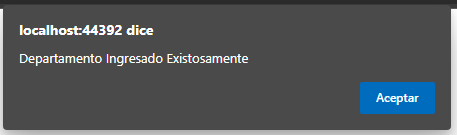 localhost:44392 dice
Departamento Ingresado Existosamente
Aceptar